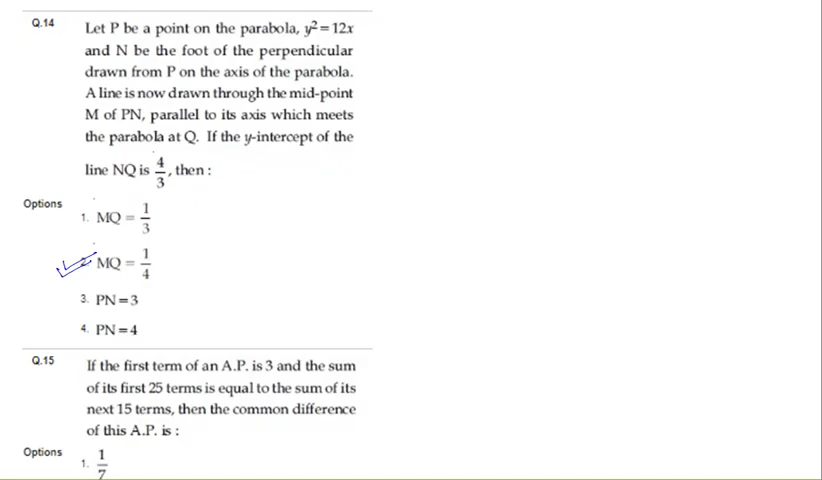 Q.14
Let P be a point on the parabola, y²=12x
and N be the foot of the perpendicular
drawn from P on the axis of the parabola.
A line is now drawn through the mid-point
M of PN, parallel to its axis which meets
the parabola at Q. If the y-intercept of the
line NQ is 4/3, then :
Options
1. MQ = 1/3
2. MQ = 1/4
3. PN=3
4. PN=4
Q.15
If the first term of an A.P. is 3 and the sum
of its first 25 terms is equal to the sum of its
next 15 terms, then the common difference
of this A.P. is :
Options
1. 1/7